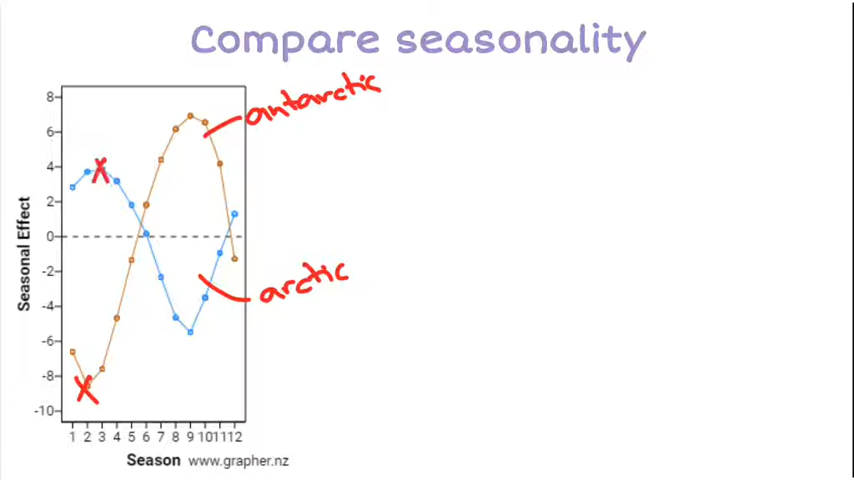 Compare seasonality
8
6
4
2
0
-2
-4
-6
-8
-10
Seasonal Effect
X
X
antarctic
arctic
1 2 3 4 5 6 7 8 9 10 11 12
Season www.grapher.nz